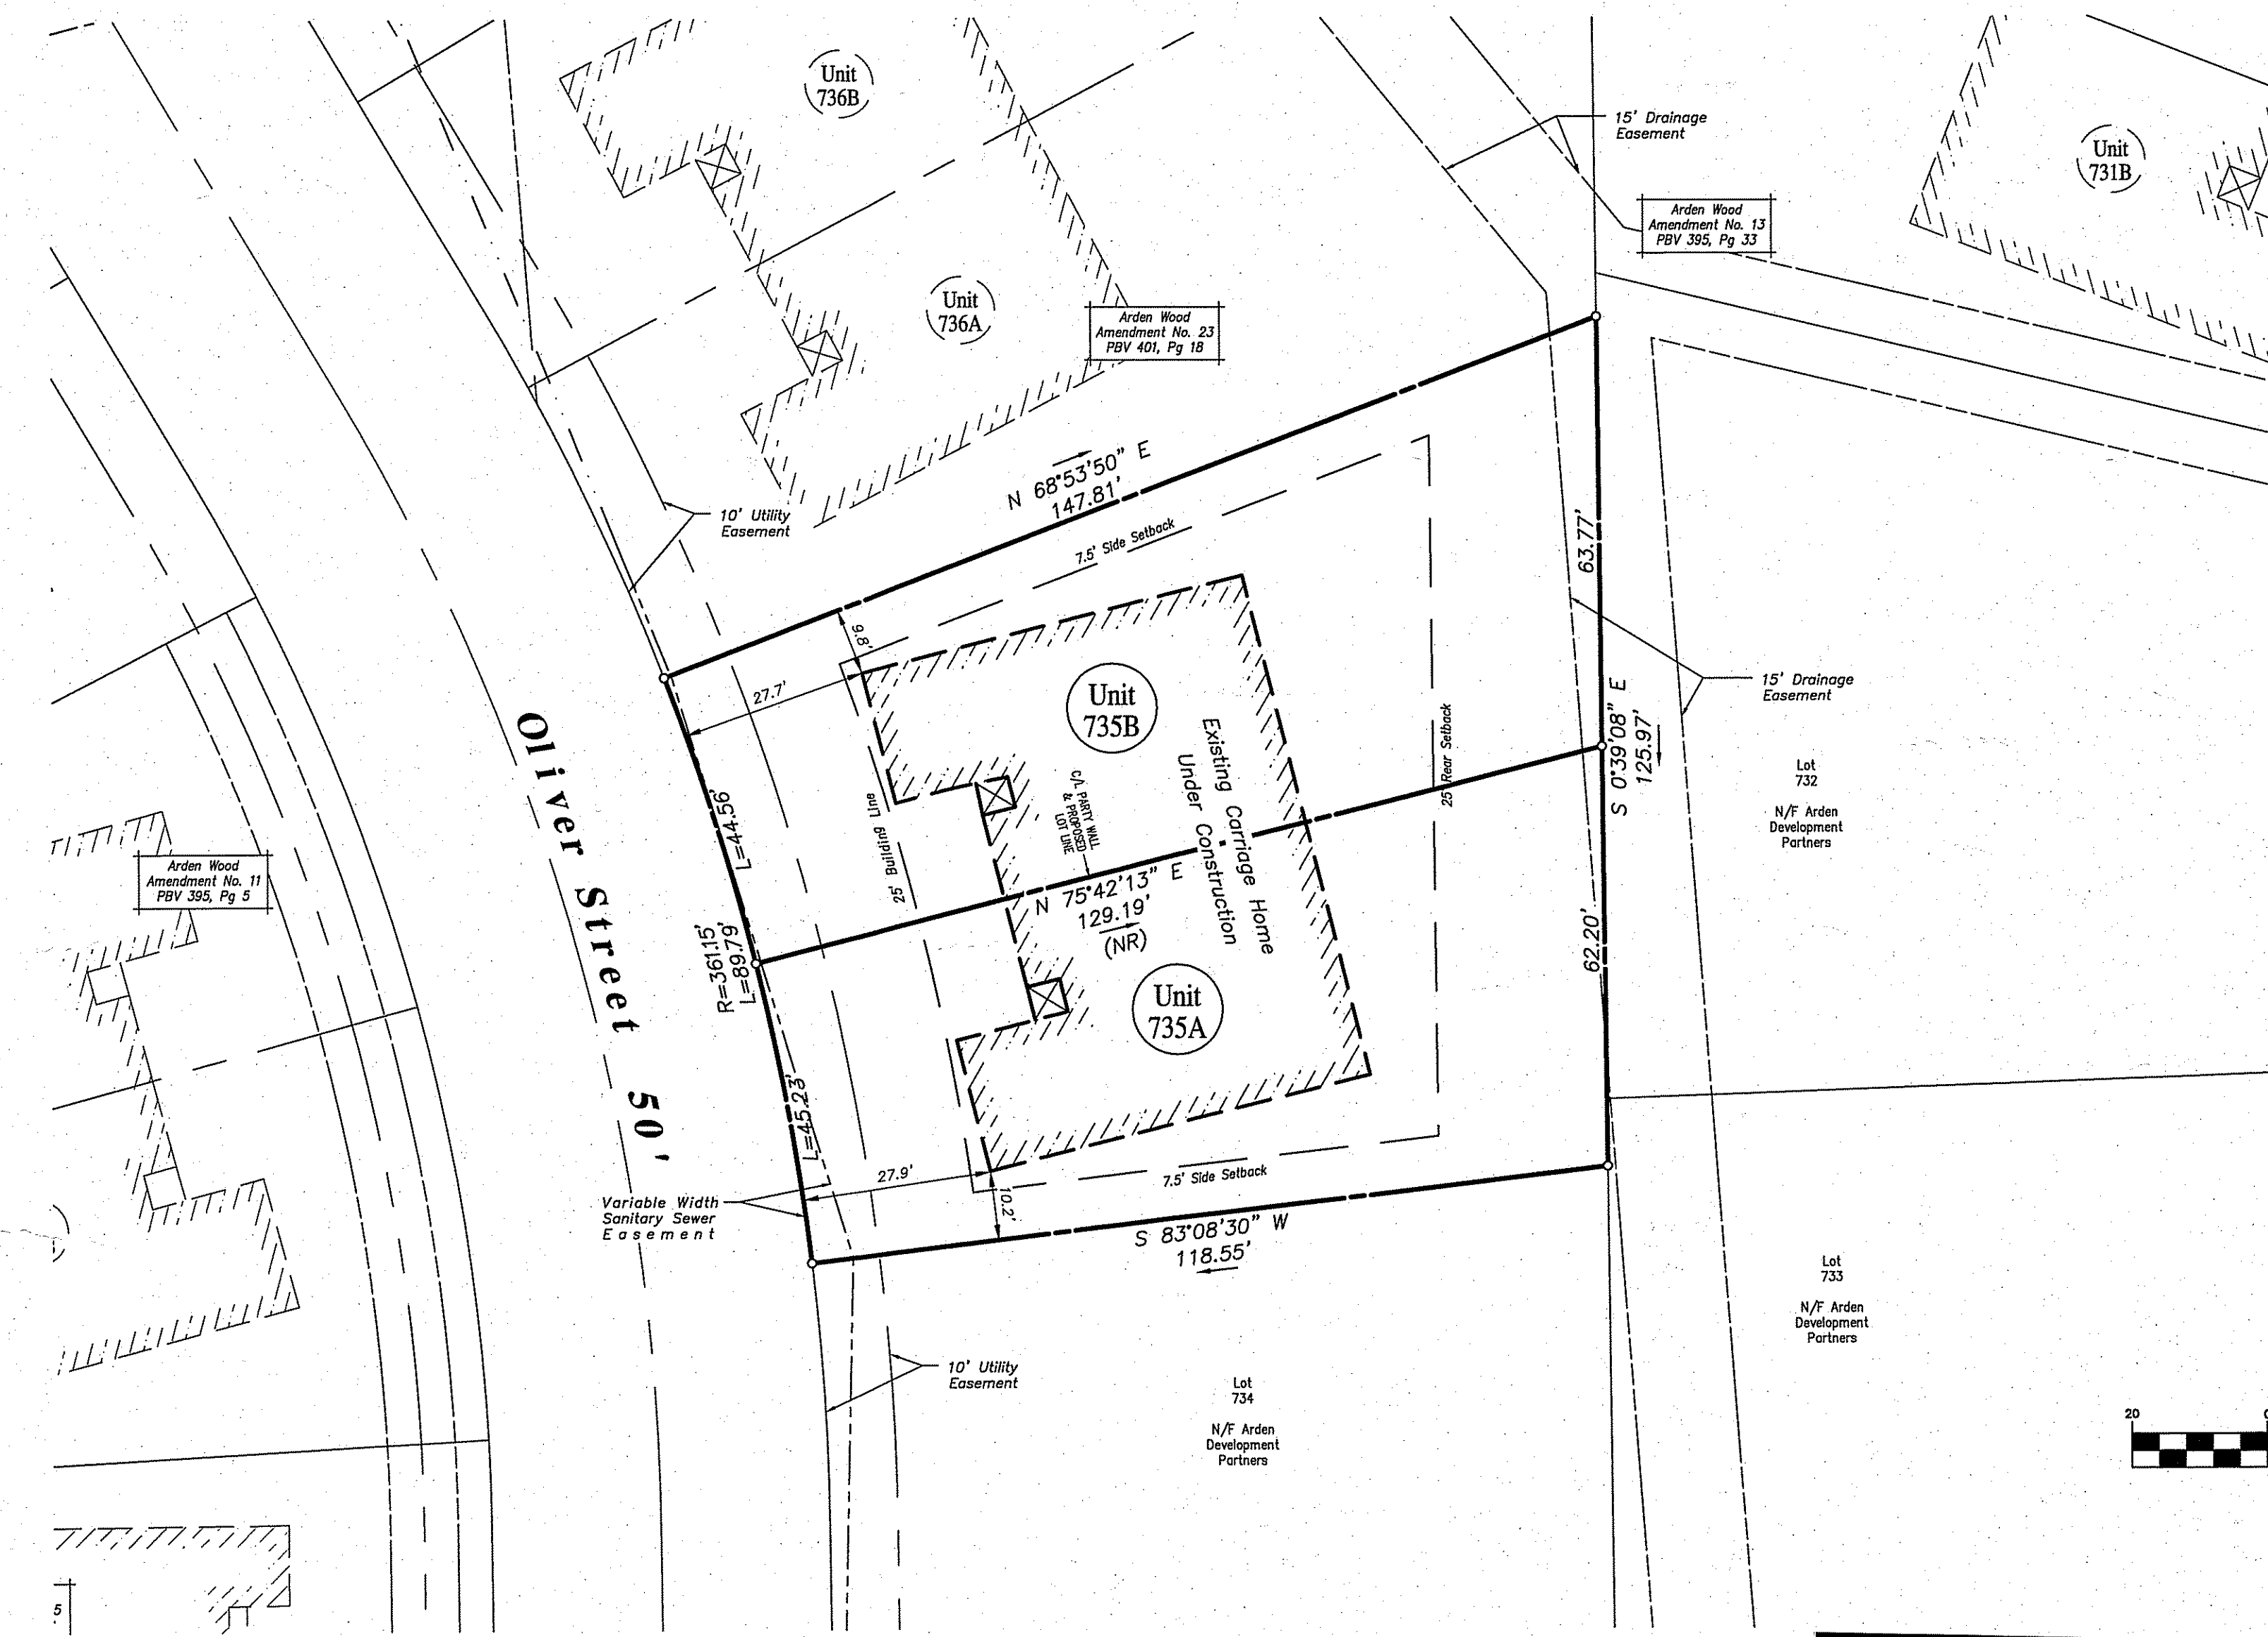 Unit
736B
15' Drainage
Easement
Unit
731B
Arden Wood
Amendment No. 13
PBV 395, Pg 33
Unit
736A
Arden Wood
Amendment No. 23
PBV 401, Pg 18
N 68°53'50" E
147.81'
10' Utility
Easement
7.5' Side Setback
63.77'
9.8'
27.7'
Unit
735B
15' Drainage
Easement
S 0°39'08" E
125.97'
25' Rear Setback
Oliver Street 50'
L=44.56'
25' Building Line
C/L PARTY WALL
& PROPOSED
LOT LINE
Existing Carriage Home
Under Construction
Lot
732
N/F Arden
Development
Partners
Arden Wood
Amendment No. 11
PBV 395, Pg 5
N 75°42'13" E
129.19'
(NR)
R=361.15'
L=89.79'
62.20'
Unit
735A
L=45.23'
27.9'
10.2'
7.5' Side Setback
Variable Width
Sanitary Sewer
Easement
S 83°08'30" W
118.55'
Lot
733
N/F Arden
Development
Partners
10' Utility
Easement
Lot
734
N/F Arden
Development
Partners
20
5